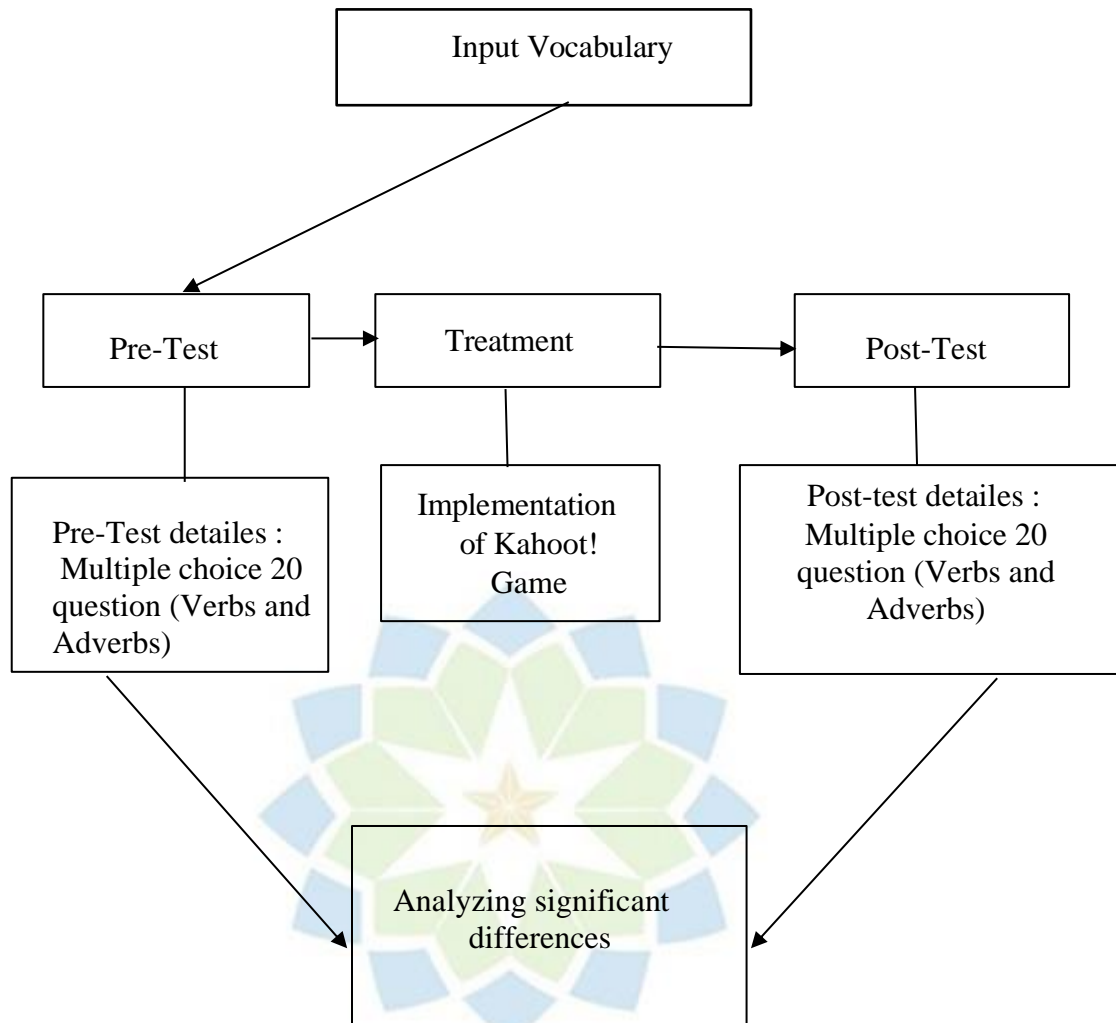 Input Vocabulary
Pre-Test
Treatment
Post-Test
Pre-Test detailes :
Multiple choice 20
question (Verbs and
Adverbs)
Implementation
of Kahoot!
Game
Post-test detailes :
Multiple choice 20
question (Verbs and
Adverbs)
Analyzing significant
differences